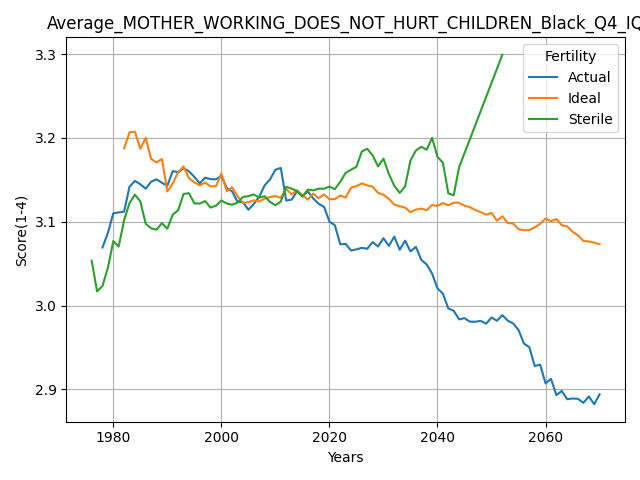 Average_MOTHER_WORKING_DOES_NOT_HURT_CHILDREN_Black_Q4_IQ
Fertility
Actual
Ideal
Sterile
3.3
3.2
3.1
3.0
2.9
Score(1-4)
1980 2000 2020 2040 2060
Years